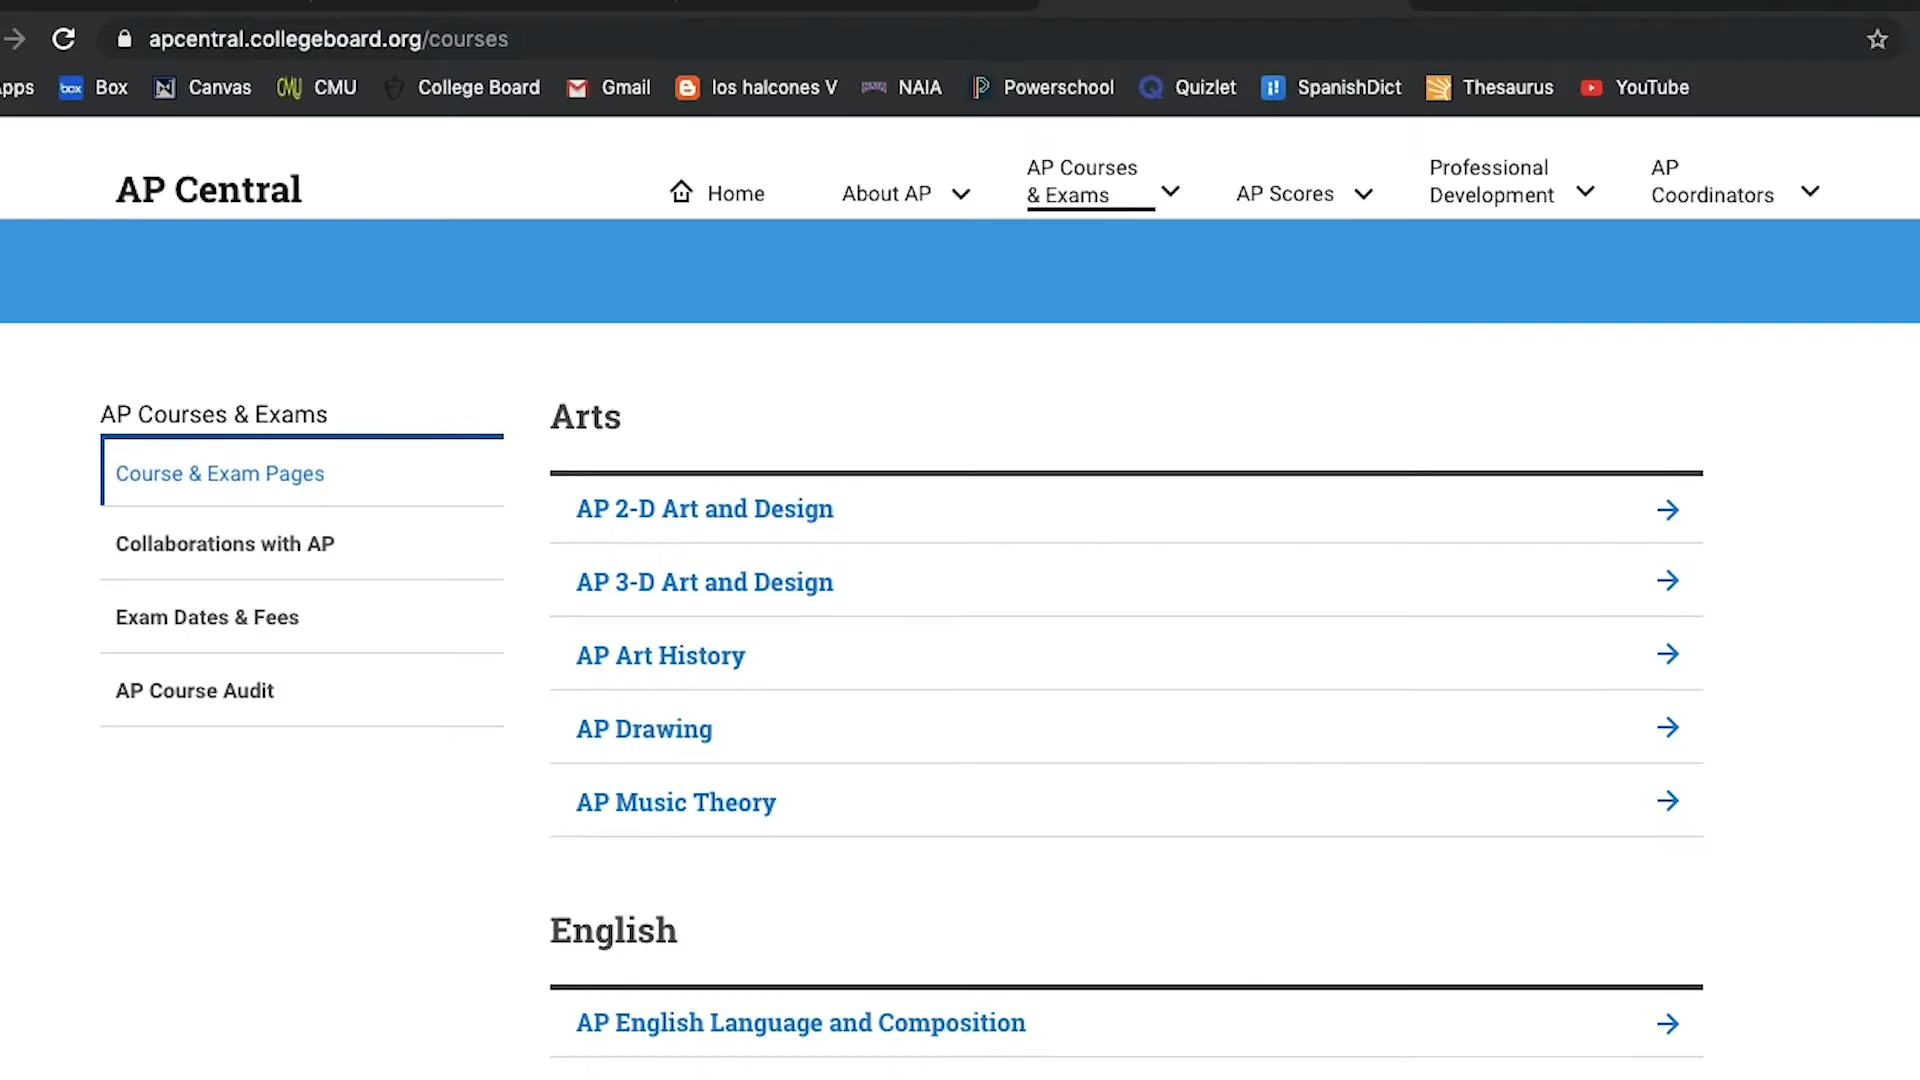 apcentral.collegeboard.org/courses
Apps box Box Canvas CMU CMU College Board Gmail los halcones V NAIA Powerschool Quizlet SpanishDict Thesaurus YouTube
AP Central
Home
About AP
AP Courses
& Exams
AP Scores
Professional
Development
AP
Coordinators
AP Courses & Exams
Course & Exam Pages
Collaborations with AP
Exam Dates & Fees
AP Course Audit
Arts
AP 2-D Art and Design
AP 3-D Art and Design
AP Art History
AP Drawing
AP Music Theory
English
AP English Language and Composition